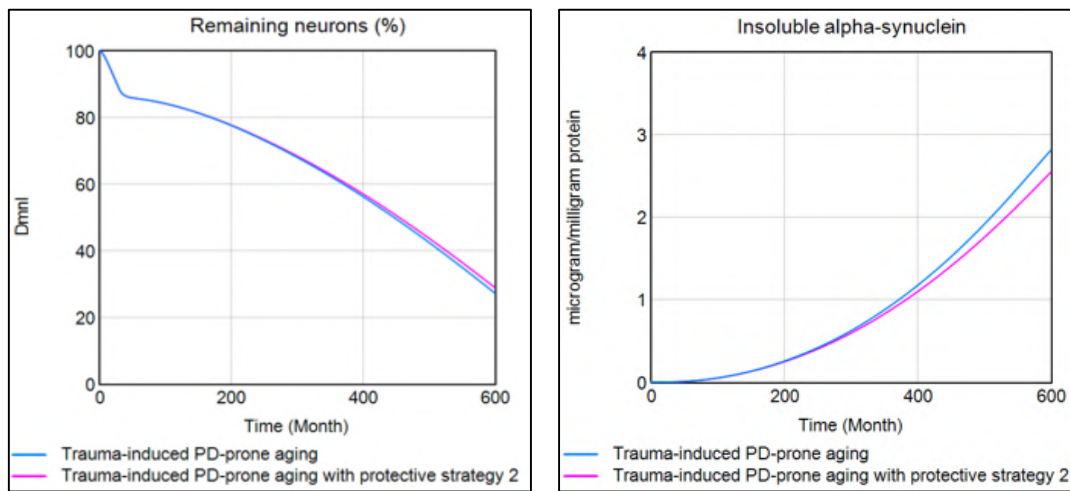 Remaining neurons (%)
100
80
60
40
20
0
Dmnl
0 200 400 600
Time (Month)
Trauma-induced PD-prone aging
Trauma-induced PD-prone aging with protective strategy 2
Insoluble alpha-synuclein
4
3
2
1
0
microgram/milligram protein
0 200 400 600
Time (Month)
Trauma-induced PD-prone aging
Trauma-induced PD-prone aging with protective strategy 2